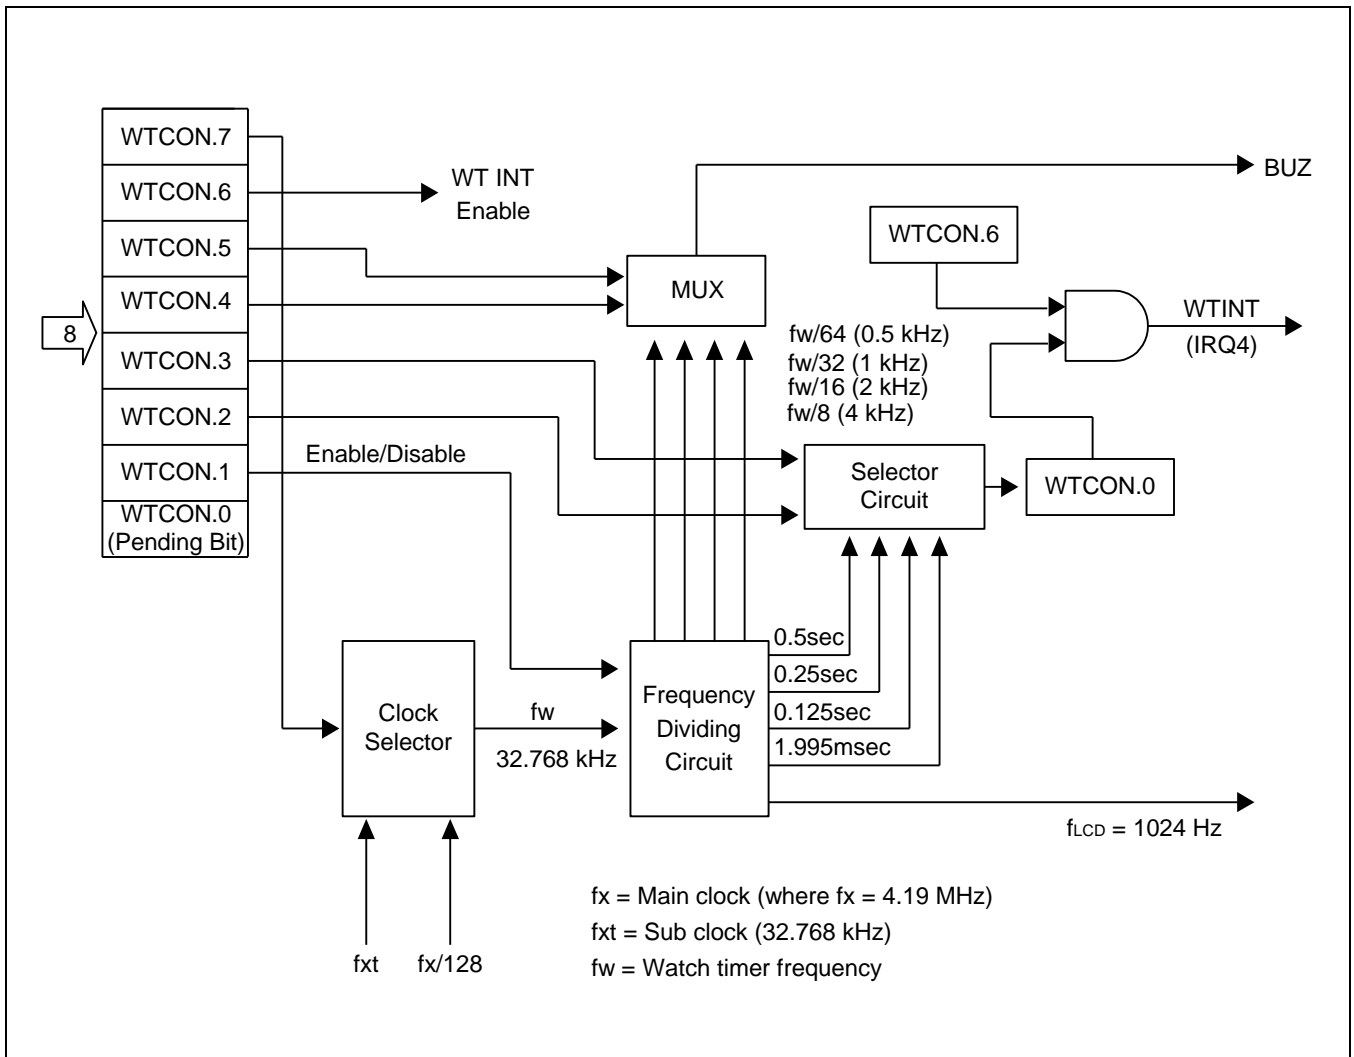 WTCON.7
WTCON.6
WTCON.5
WTCON.4
WTCON.3
WTCON.2
WTCON.1
WTCON.0
(Pending Bit)
8
WT INT
Enable
BUZ
MUX
WTCON.6
WTINT
(IRQ4)
fw/64 (0.5 kHz)
fw/32 (1 kHz)
fw/16 (2 kHz)
fw/8 (4 kHz)
Enable/Disable
Selector
Circuit
WTCON.0
Clock
Selector
fw
32.768 kHz
Frequency
Dividing
Circuit
0.5sec
0.25sec
0.125sec
1.995msec
fLCD = 1024 Hz
fxt
fx/128
fx = Main clock (where fx = 4.19 MHz)
fxt = Sub clock (32.768 kHz)
fw = Watch timer frequency